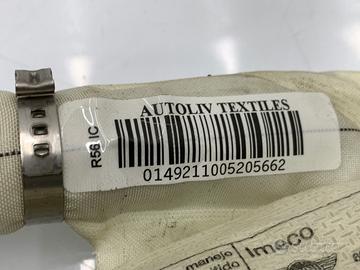 AUTOLIV TEXTILES
R56 IC
0149211005205662
Imeco
manejo